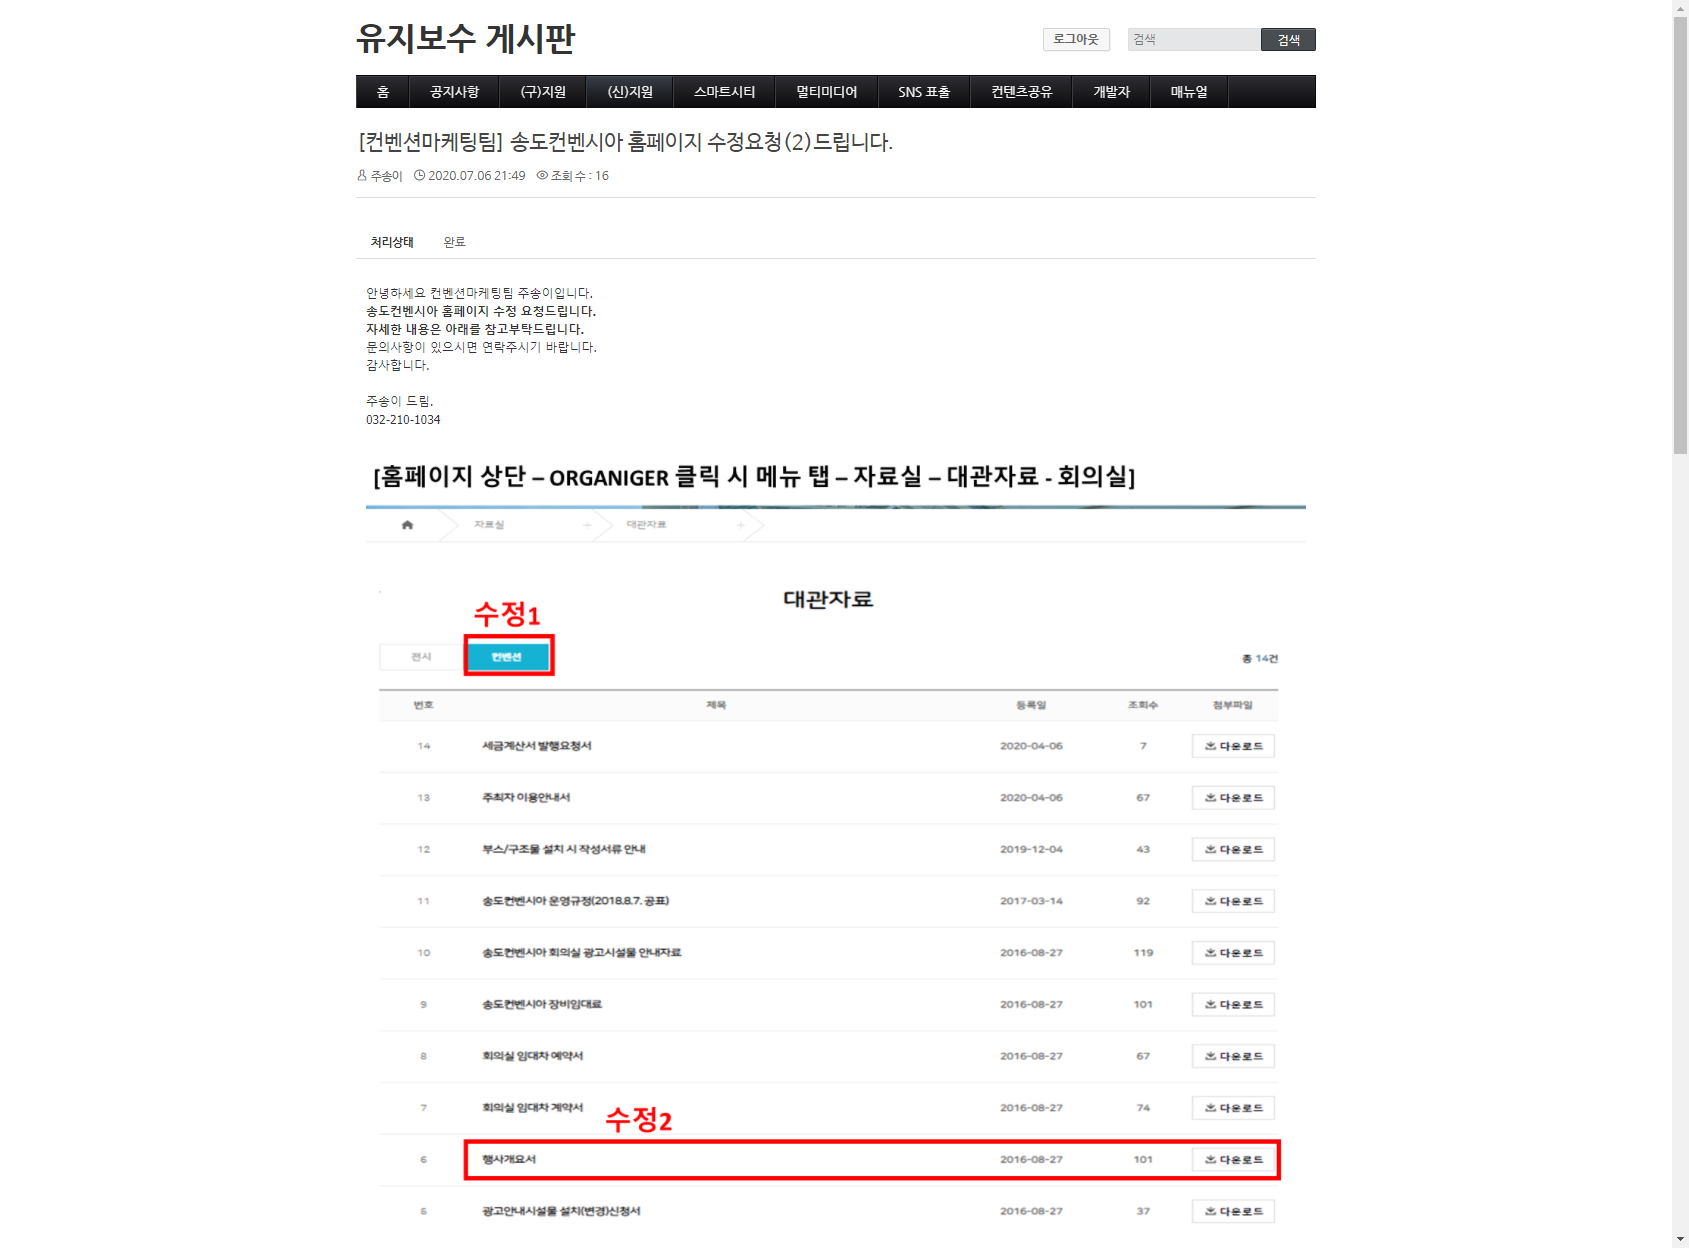 유지보수 게시판
로그아웃 검색 검색
홈 공지사항 (구)지원 (신)지원 스마트시티 멀티미디어 SNS 표출 컨텐츠공유 개발자 매뉴얼
[컨벤션마케팅팀] 송도컨벤시아 홈페이지 수정요청(2)드립니다.
주송이 2020.07.06 21:49 조회 수 : 16
처리상태 완료
안녕하세요 컨벤션마케팅팀 주송이입니다.
송도컨벤시아 홈페이지 수정 요청드립니다.
자세한 내용은 아래를 참고부탁드립니다.
문의사항이 있으시면 연락주시기 바랍니다.
감사합니다.
주송이 드림.
032-210-1034
[홈페이지 상단 – ORGANIGER 클릭 시 메뉴 탭 – 자료실 – 대관자료 - 회의실]
자료실 + 대관자료 +
대관자료
수정1
전시 컨벤션 총 14건
번호 제목 등록일 조회수 첨부파일
14 세금계산서 발행요청서 2020-04-06 7 다운로드
13 주최자 이용안내서 2020-04-06 67 다운로드
12 부스/구조물 설치 시 작성서류 안내 2019-12-04 43 다운로드
11 송도컨벤시아 운영규정(2018.8.7. 공표) 2017-03-14 92 다운로드
10 송도컨벤시아 회의실 광고시설물 안내자료 2016-08-27 119 다운로드
9 송도컨벤시아 장비임대료 2016-08-27 101 다운로드
8 회의실 임대차 예약서 2016-08-27 67 다운로드
7 회의실 임대차 계약서 2016-08-27 74 다운로드
수정2
6 행사개요서 2016-08-27 101 다운로드
5 광고안내시설물 설치(변경)신청서 2016-08-27 37 다운로드